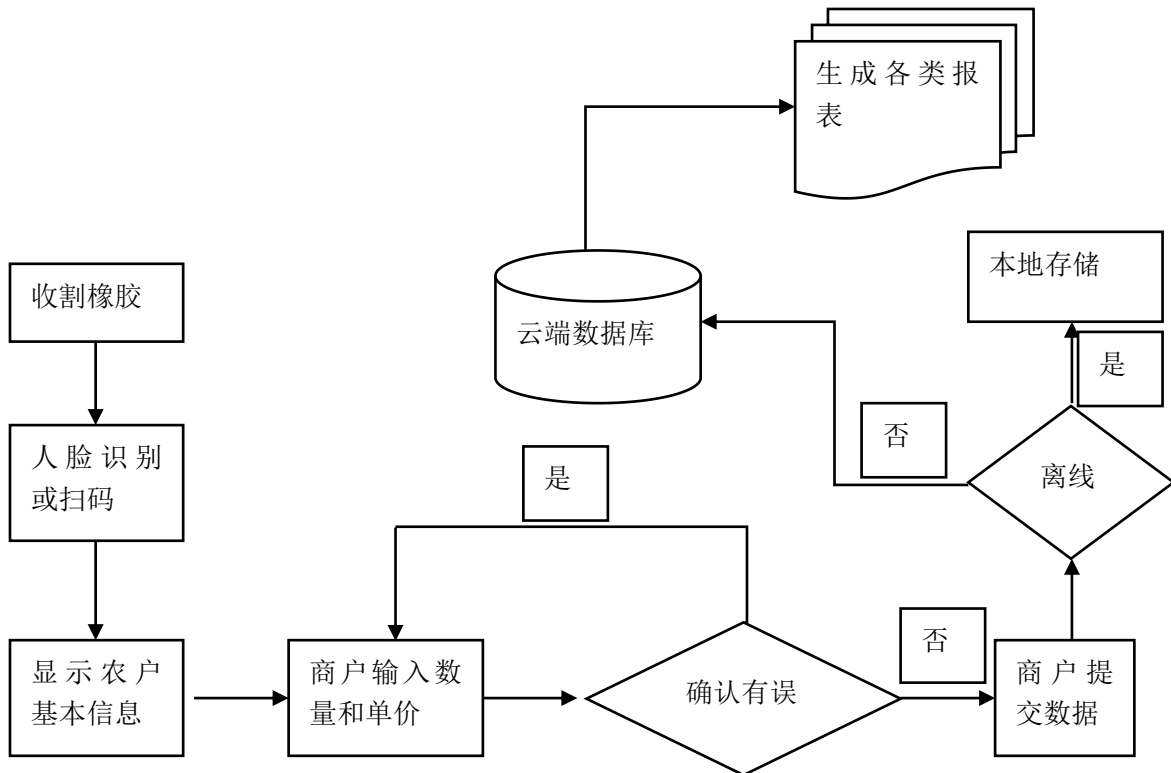 生成各类报
表
本地存储
收割橡胶
云端数据库
是
否
人脸识别
或扫码
是
离线
否
显示农户
基本信息
商户输入数
量和单价
确认有误
商户提
交数据